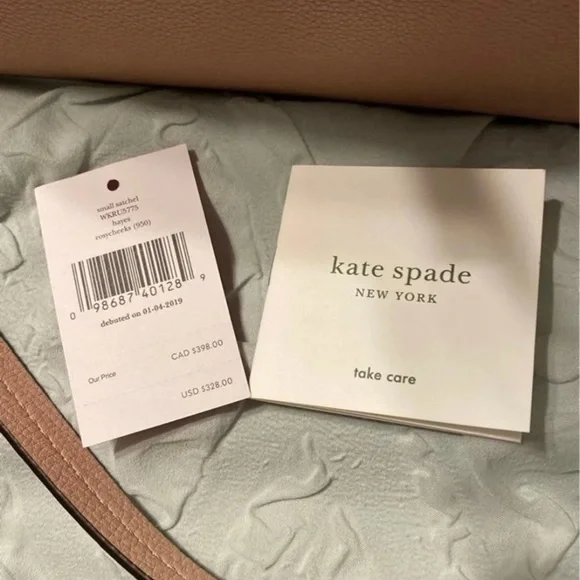 small satchel
WKRU5775
hayes
rosycheeks (950)
0 98687 40128 9
debuted on 01-04-2019
CAD $398.00
Our Price
USD $328.00
kate spade
NEW YORK
take care